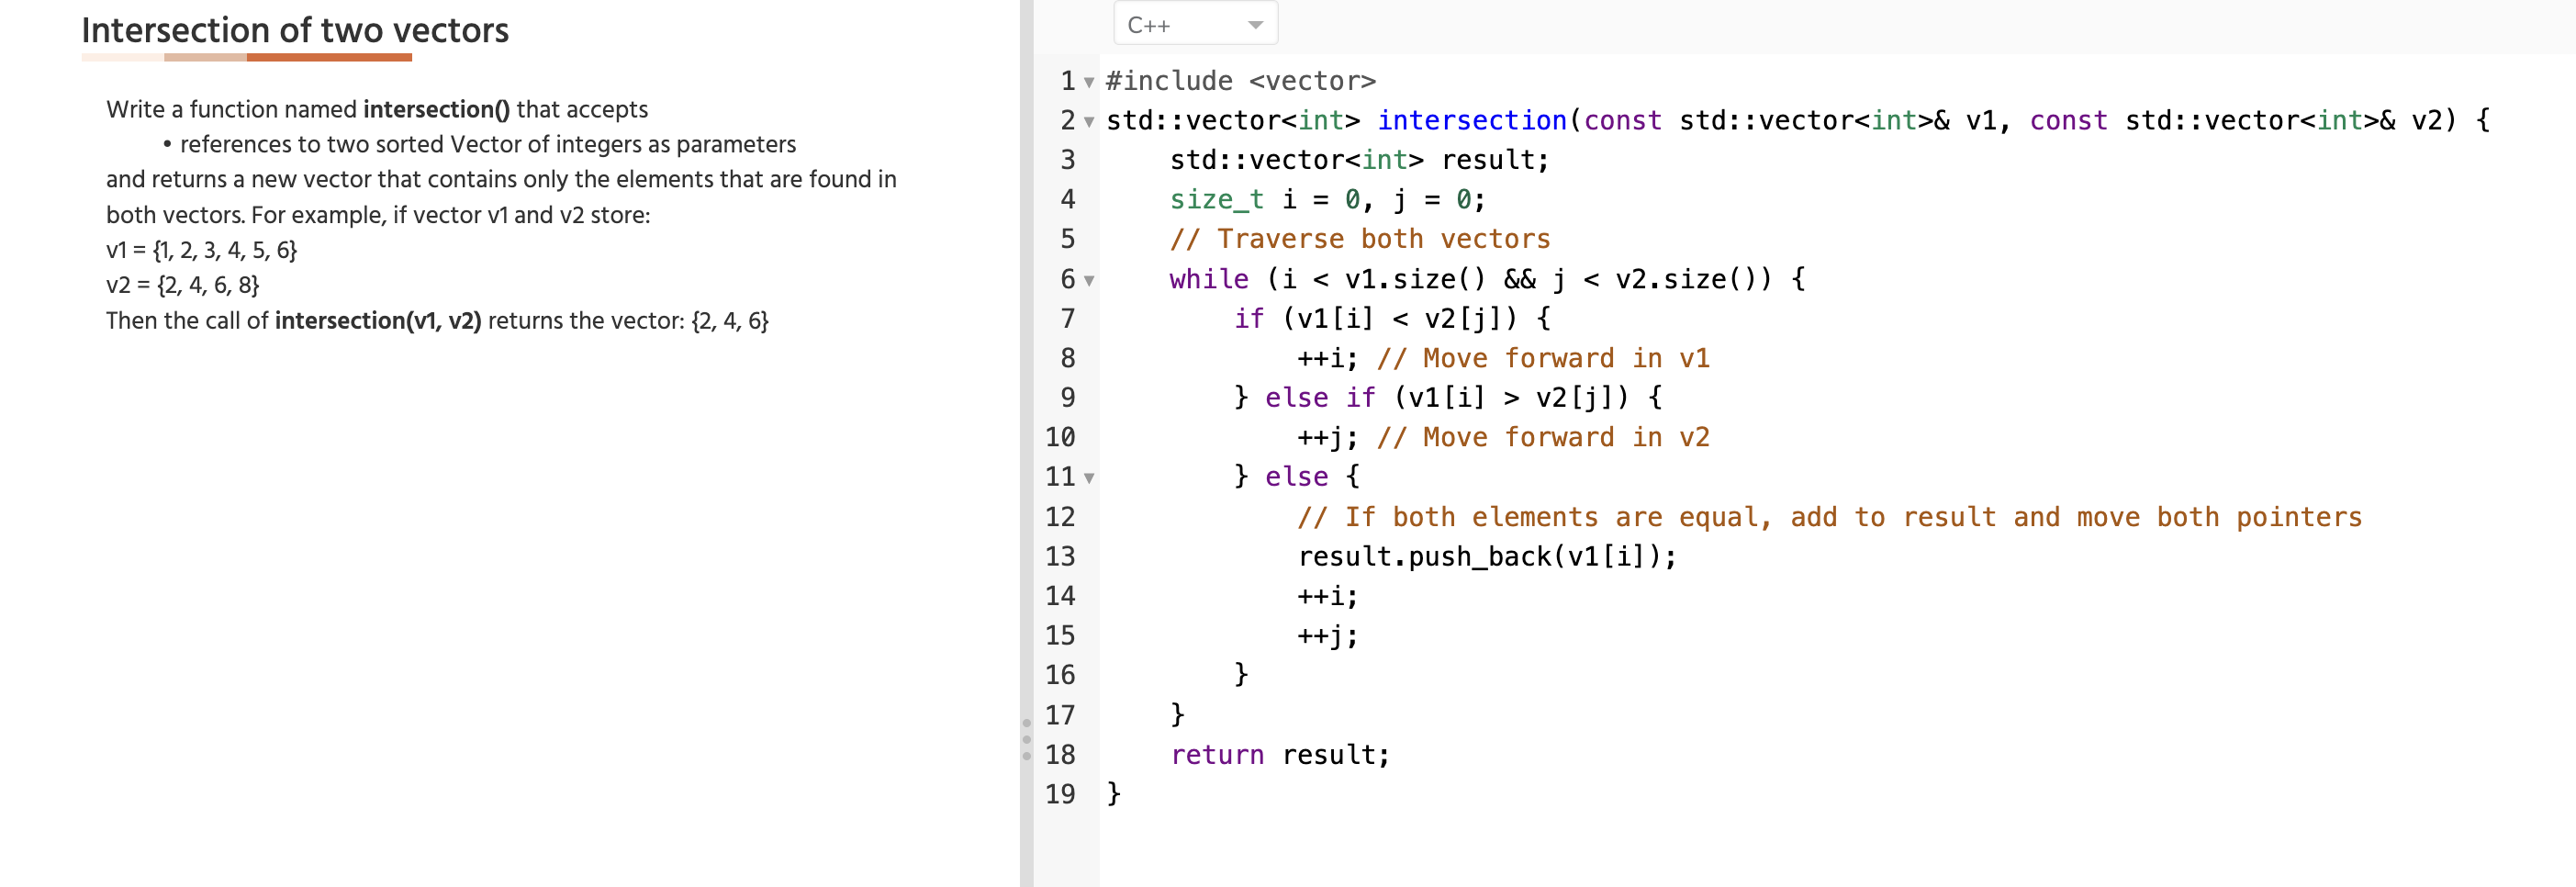 Intersection of two vectors
Write a function named intersection() that accepts
• references to two sorted Vector of integers as parameters
and returns a new vector that contains only the elements that are found in
both vectors. For example, if vector v1 and v2 store:
v1 = {1, 2, 3, 4, 5, 6}
v2 = {2, 4, 6, 8}
Then the call of intersection(v1, v2) returns the vector: {2, 4, 6}
C++
1 #include <vector>
2 std::vector<int> intersection(const std::vector<int>& v1, const std::vector<int>& v2) {
3     std::vector<int> result;
4     size_t i = 0, j = 0;
5     // Traverse both vectors
6     while (i < v1.size() && j < v2.size()) {
7         if (v1[i] < v2[j]) {
8             ++i; // Move forward in v1
9         } else if (v1[i] > v2[j]) {
10             ++j; // Move forward in v2
11         } else {
12             // If both elements are equal, add to result and move both pointers
13             result.push_back(v1[i]);
14             ++i;
15             ++j;
16         }
17     }
18     return result;
19 }